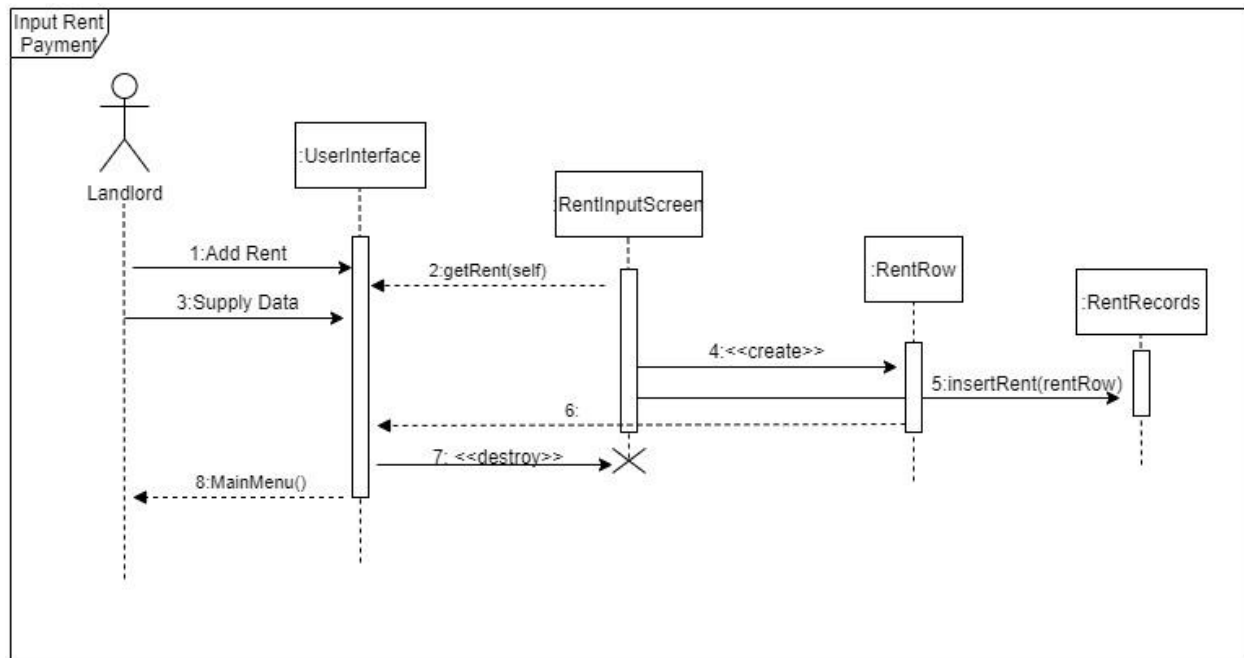 Input Rent
Payment
Landlord
:UserInterface
:RentInputScreen
:RentRow
:RentRecords
1:Add Rent
2:getRent(self)
3:Supply Data
4:<<create>>
5:insertRent(rentRow)
6:
7: <<destroy>>
8:MainMenu()